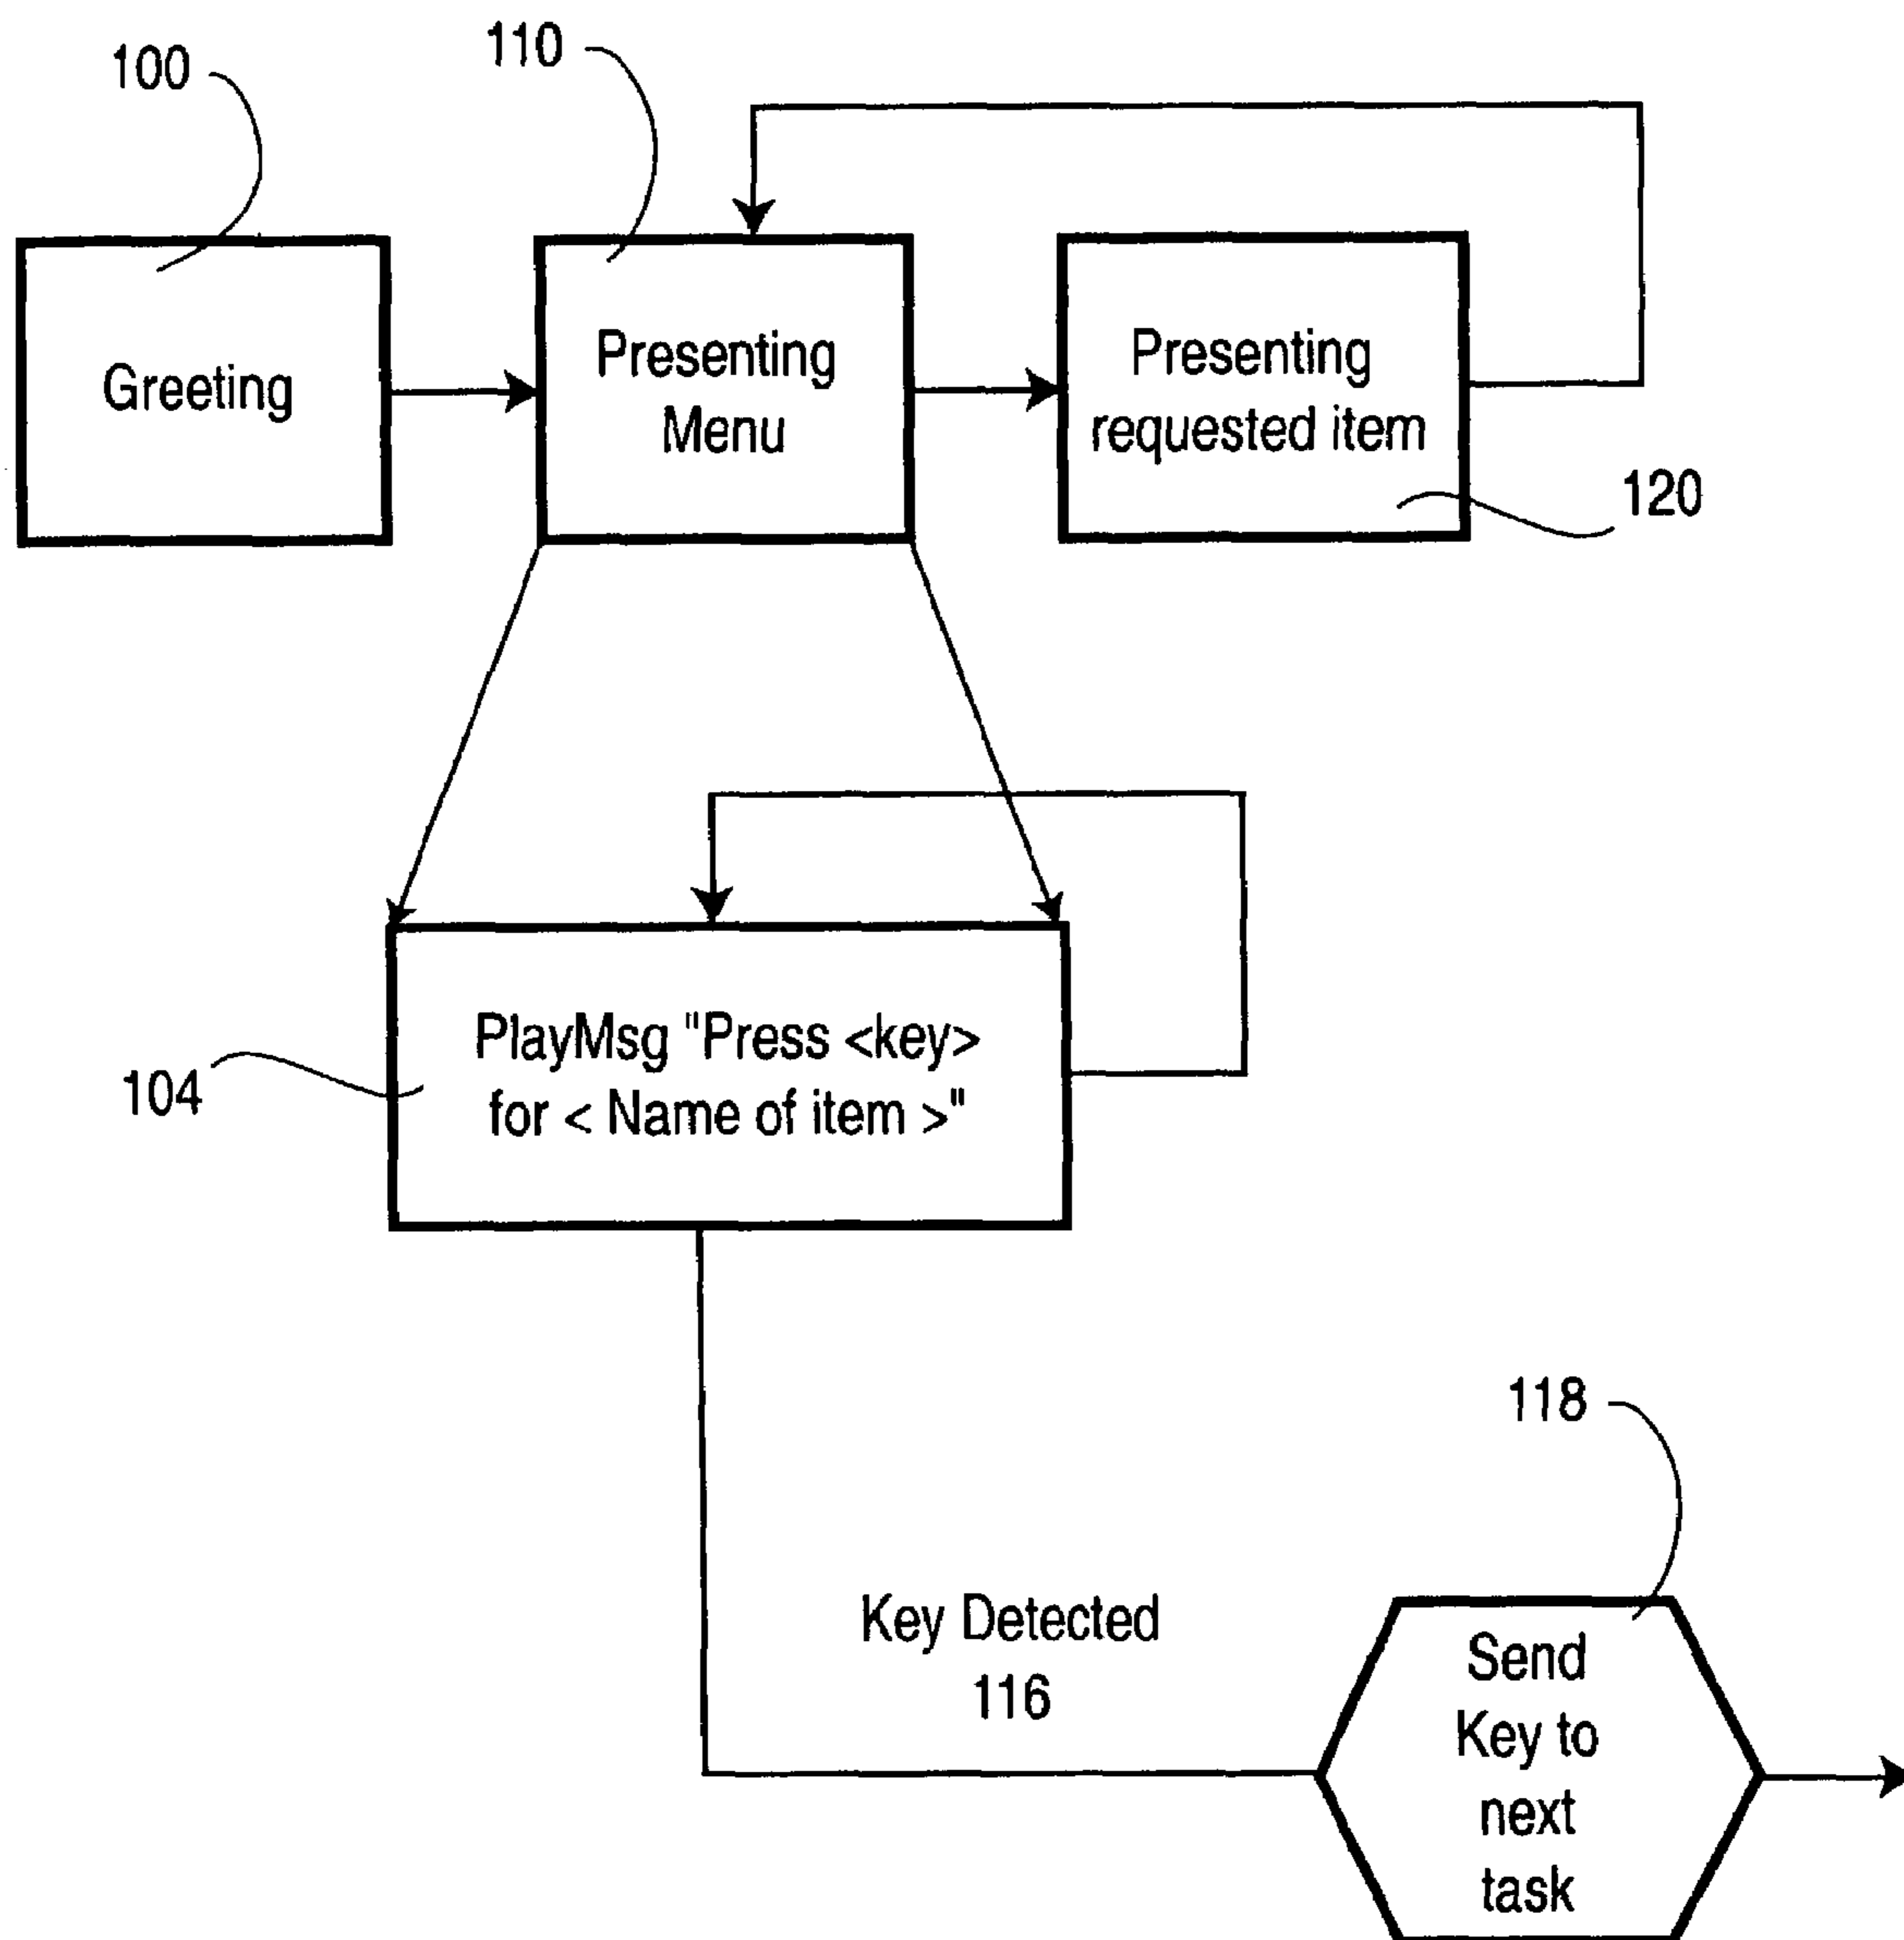 100
110
Greeting
Presenting
Menu
Presenting
requested item
120
PlayMsg "Press <key>
for < Name of item >"
104
118
Key Detected
116
Send
Key to
next
task